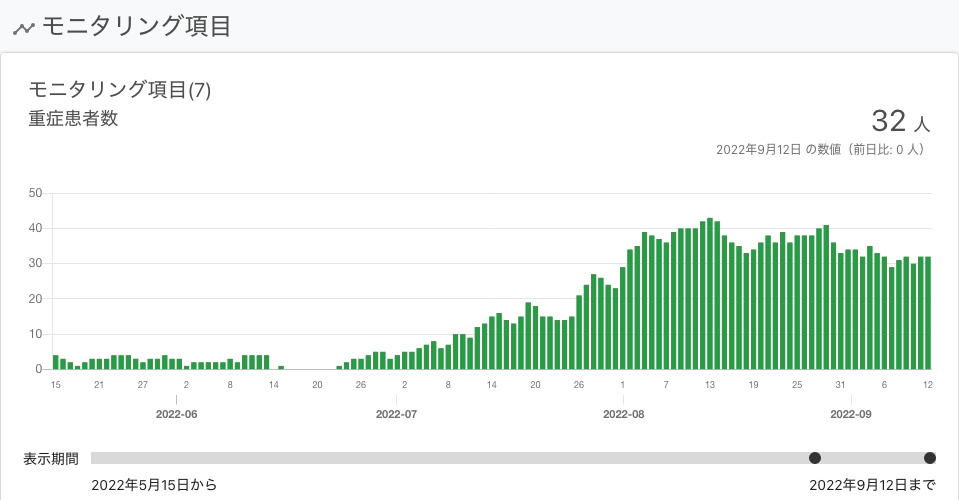 モニタリング項目
モニタリング項目(7)
重症患者数
32 人
2022年9月12日 の数値（前日比: 0 人）
50
40
30
20
10
0
15 21 27 2 8 14 20 26 2 8 14 20 26 1 7 13 19 25 31 6 12
2022-06 2022-07 2022-08 2022-09
表示期間
2022年5月15日から 2022年9月12日まで